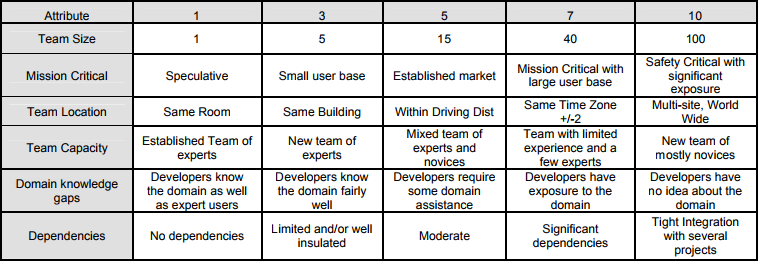 Attribute 1 3 5 7 10
Team Size 1 5 15 40 100
Mission Critical Speculative Small user base Established market Mission Critical with large user base Safety Critical with significant exposure
Team Location Same Room Same Building Within Driving Dist Same Time Zone +/-2 Multi-site, World Wide
Team Capacity Established Team of experts New team of experts Mixed team of experts and novices Team with limited experience and a few experts New team of mostly novices
Domain knowledge gaps Developers know the domain as well as expert users Developers know the domain fairly well Developers require some domain assistance Developers have exposure to the domain Developers have no idea about the domain
Dependencies No dependencies Limited and/or well insulated Moderate Significant dependencies Tight Integration with several projects